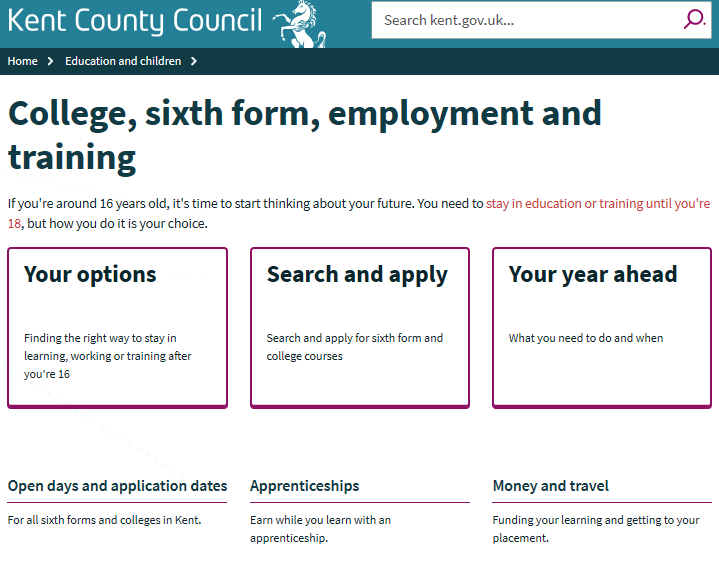 Kent County Council
Search kent.gov.uk...
Home
Education and children
College, sixth form, employment and
training
If you're around 16 years old, it's time to start thinking about your future. You need to stay in education or training until you're
18, but how you do it is your choice.
Your options
Finding the right way to stay in
learning, working or training after
you're 16
Search and apply
Search and apply for sixth form and
college courses
Your year ahead
What you need to do and when
Open days and application dates
For all sixth forms and colleges in Kent.
Apprenticeships
Earn while you learn with an
apprenticeship.
Money and travel
Funding your learning and getting to your
placement.